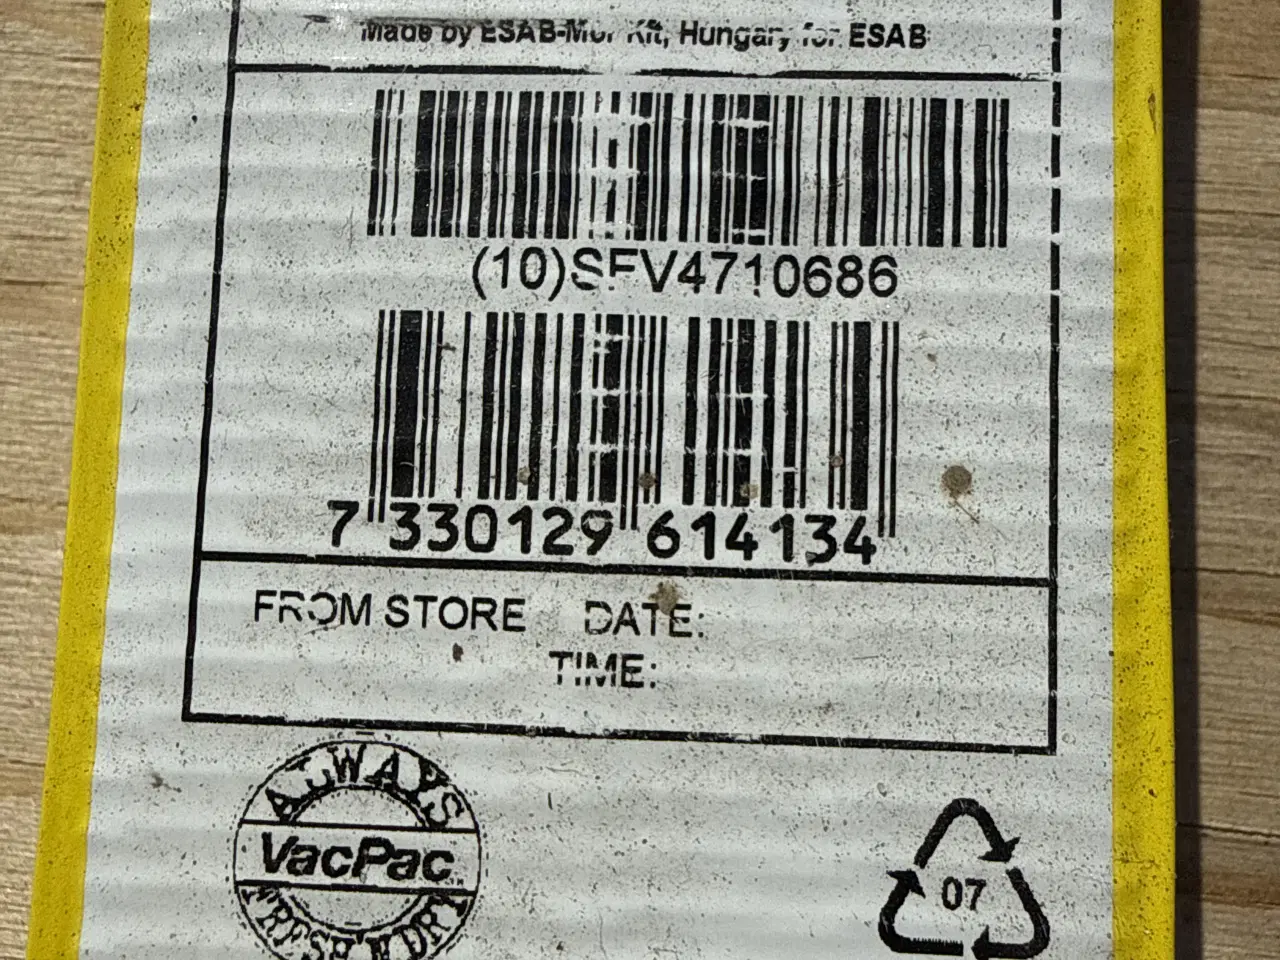 Made by ESAB-Mor Kft, Hungary for ESAB
(10)SFV4710686
7 330129 614134
FROM STORE DATE:
TIME:
ALWAYS
VacPac
FRESH'N DRY
07